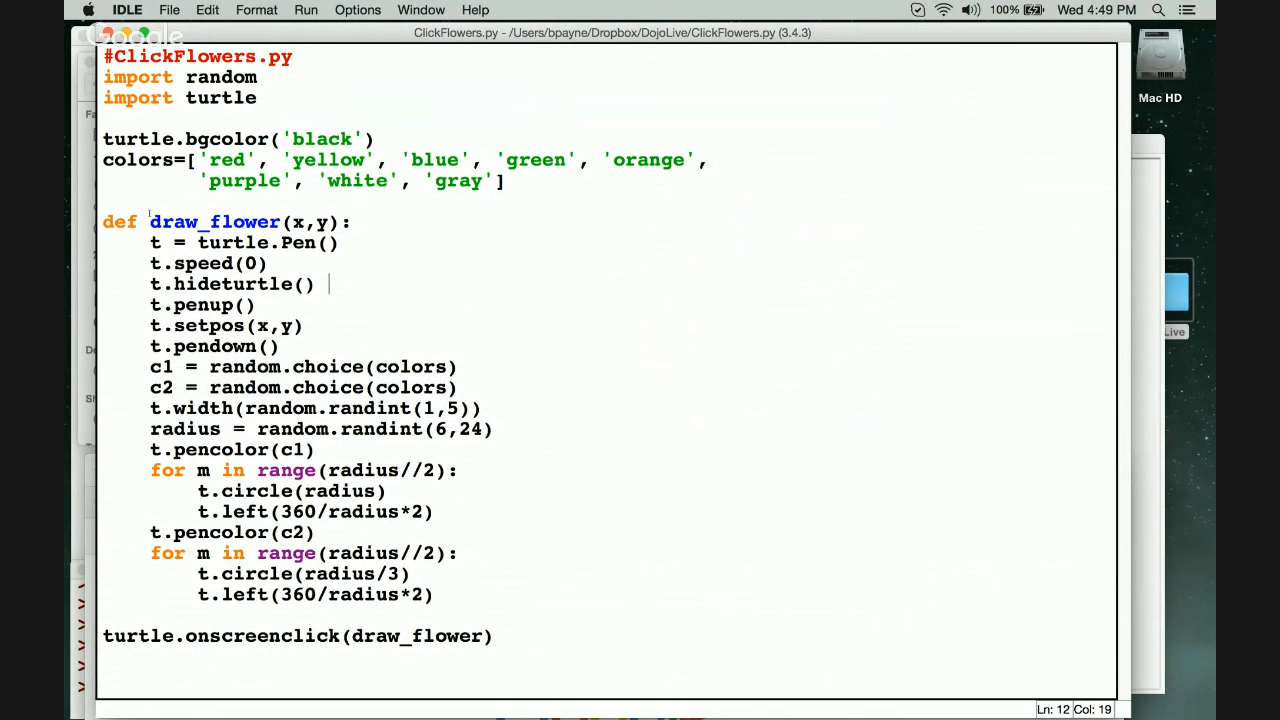 IDLE File Edit Format Run Options Window Help 100% Wed 4:49 PM
Google
ClickFlowers.py - /Users/bpayne/Dropbox/DojoLive/ClickFlowers.py (3.4.3)
#ClickFlowers.py
import random
import turtle
turtle.bgcolor('black')
colors=['red', 'yellow', 'blue', 'green', 'orange',
'purple', 'white', 'gray']
def draw_flower(x,y):
t = turtle.Pen()
t.speed(0)
t.hideturtle()
t.penup()
t.setpos(x,y)
t.pendown()
c1 = random.choice(colors)
c2 = random.choice(colors)
t.width(random.randint(1,5))
radius = random.randint(6,24)
t.pencolor(c1)
for m in range(radius//2):
t.circle(radius)
t.left(360/radius*2)
t.pencolor(c2)
for m in range(radius//2):
t.circle(radius/3)
t.left(360/radius*2)
turtle.onscreenclick(draw_flower)
Ln: 12 Col: 19
Mac HD
Live